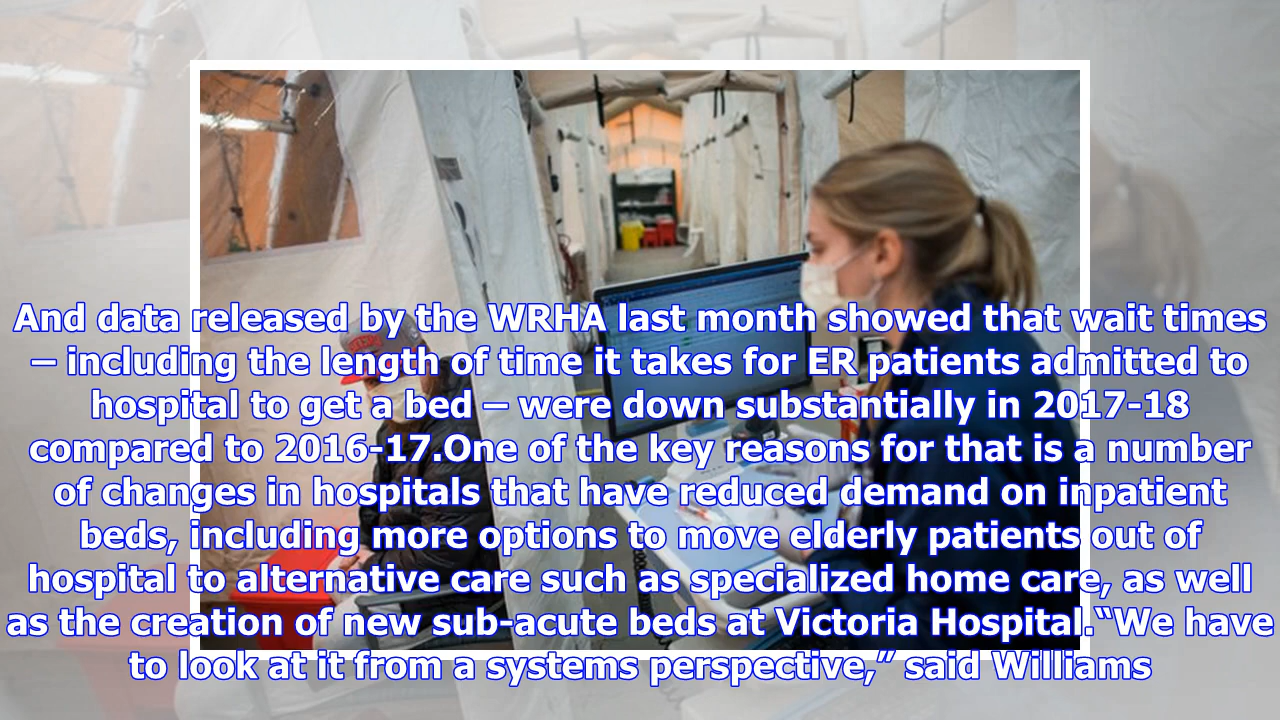 And data released by the WRHA last month showed that wait times
– including the length of time it takes for ER patients admitted to
hospital to get a bed – were down substantially in 2017-18
compared to 2016-17.One of the key reasons for that is a number
of changes in hospitals that have reduced demand on inpatient
beds, including more options to move elderly patients out of
hospital to alternative care such as specialized home care, as well
as the creation of new sub-acute beds at Victoria Hospital.“We have
to look at it from a systems perspective,” said Williams